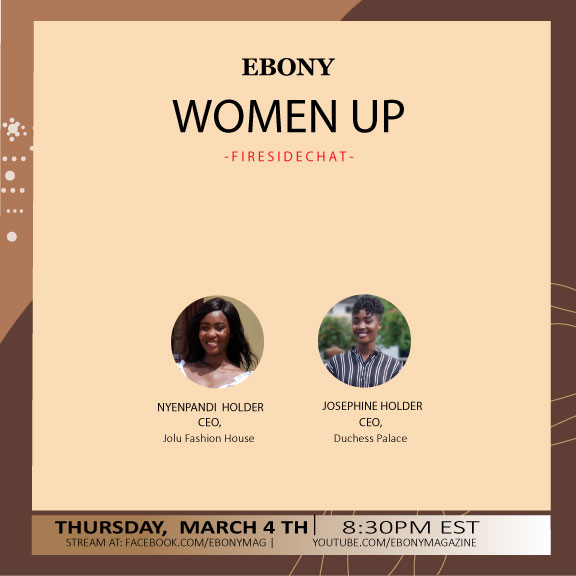 EBONY
WOMEN UP
-FIRESIDECHAT-
NYENPANDI HOLDER
CEO,
Jolu Fashion House
JOSEPHINE HOLDER
CEO,
Duchess Palace
THURSDAY, MARCH 4 TH| 8:30PM EST
STREAM AT: FACEBOOK.COM/EBONYMAG | YOUTUBE.COM/EBONYMAGAZINE